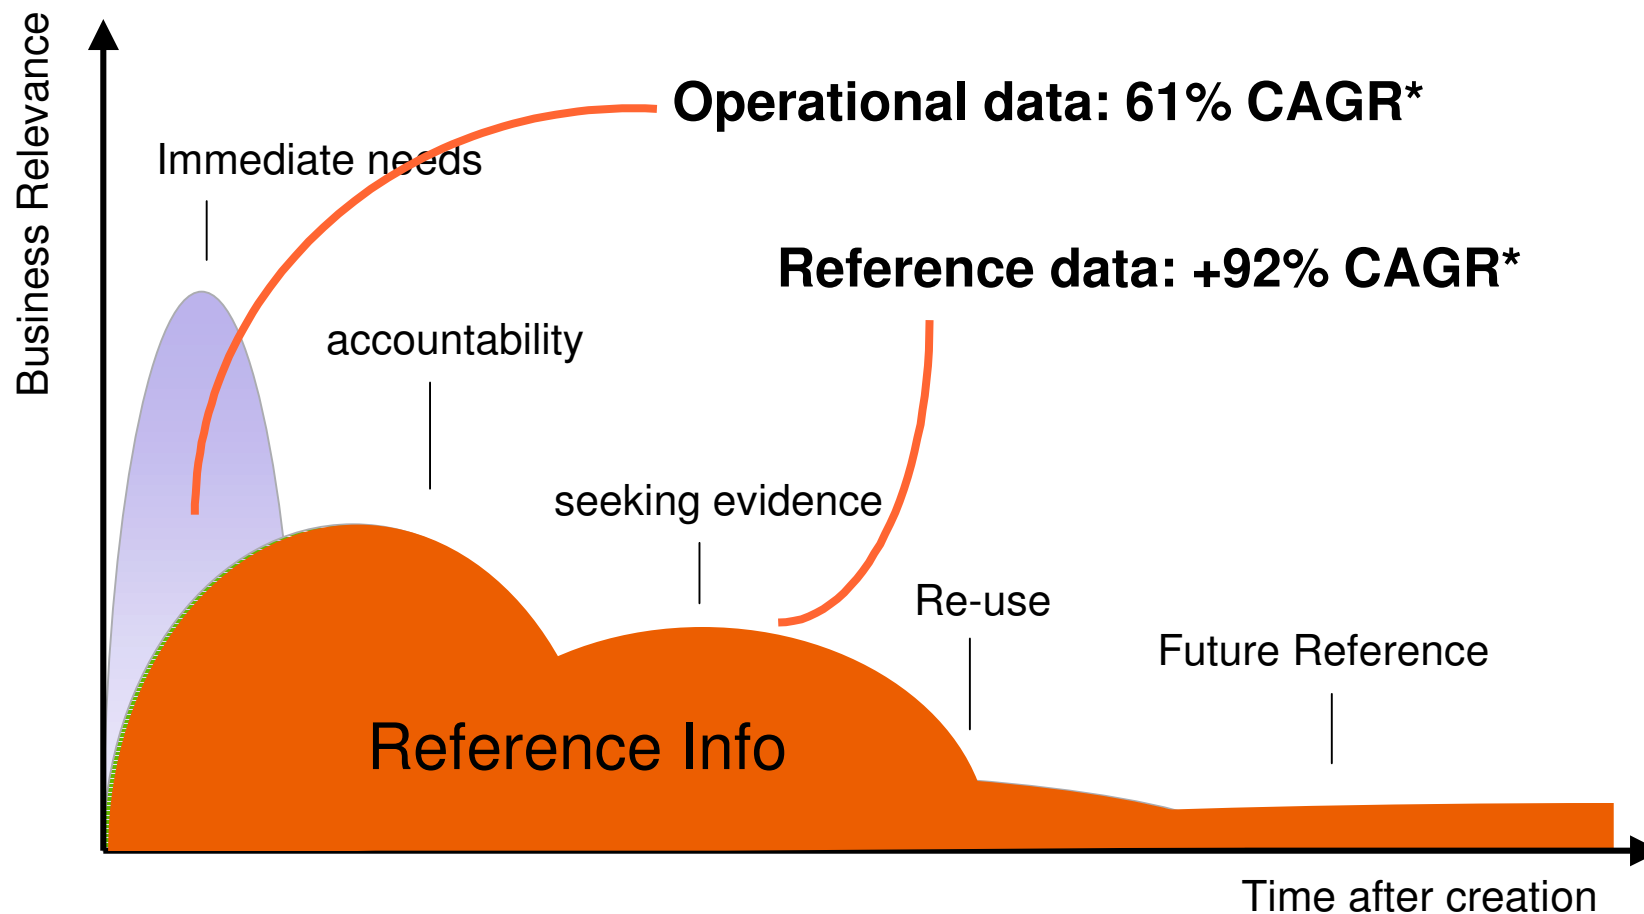 Business Relevance
Operational data: 61% CAGR*
Immediate needs
Reference data: +92% CAGR*
accountability
seeking evidence
Re-use
Future Reference
Reference Info
Time after creation